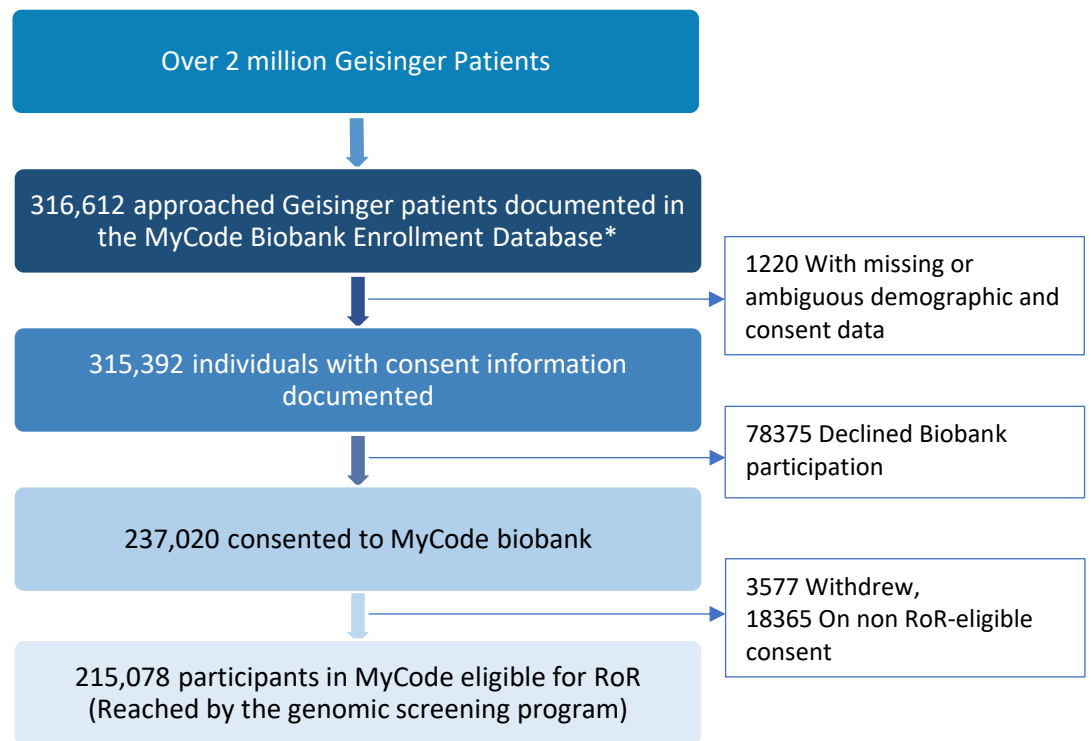 Over 2 million Geisinger Patients
316,612 approached Geisinger patients documented in
the MyCode Biobank Enrollment Database*
1220 With missing or
ambiguous demographic and
consent data
315,392 individuals with consent information
documented
78375 Declined Biobank
participation
237,020 consented to MyCode biobank
3577 Withdrew,
18365 On non RoR-eligible
consent
215,078 participants in MyCode eligible for RoR
(Reached by the genomic screening program)